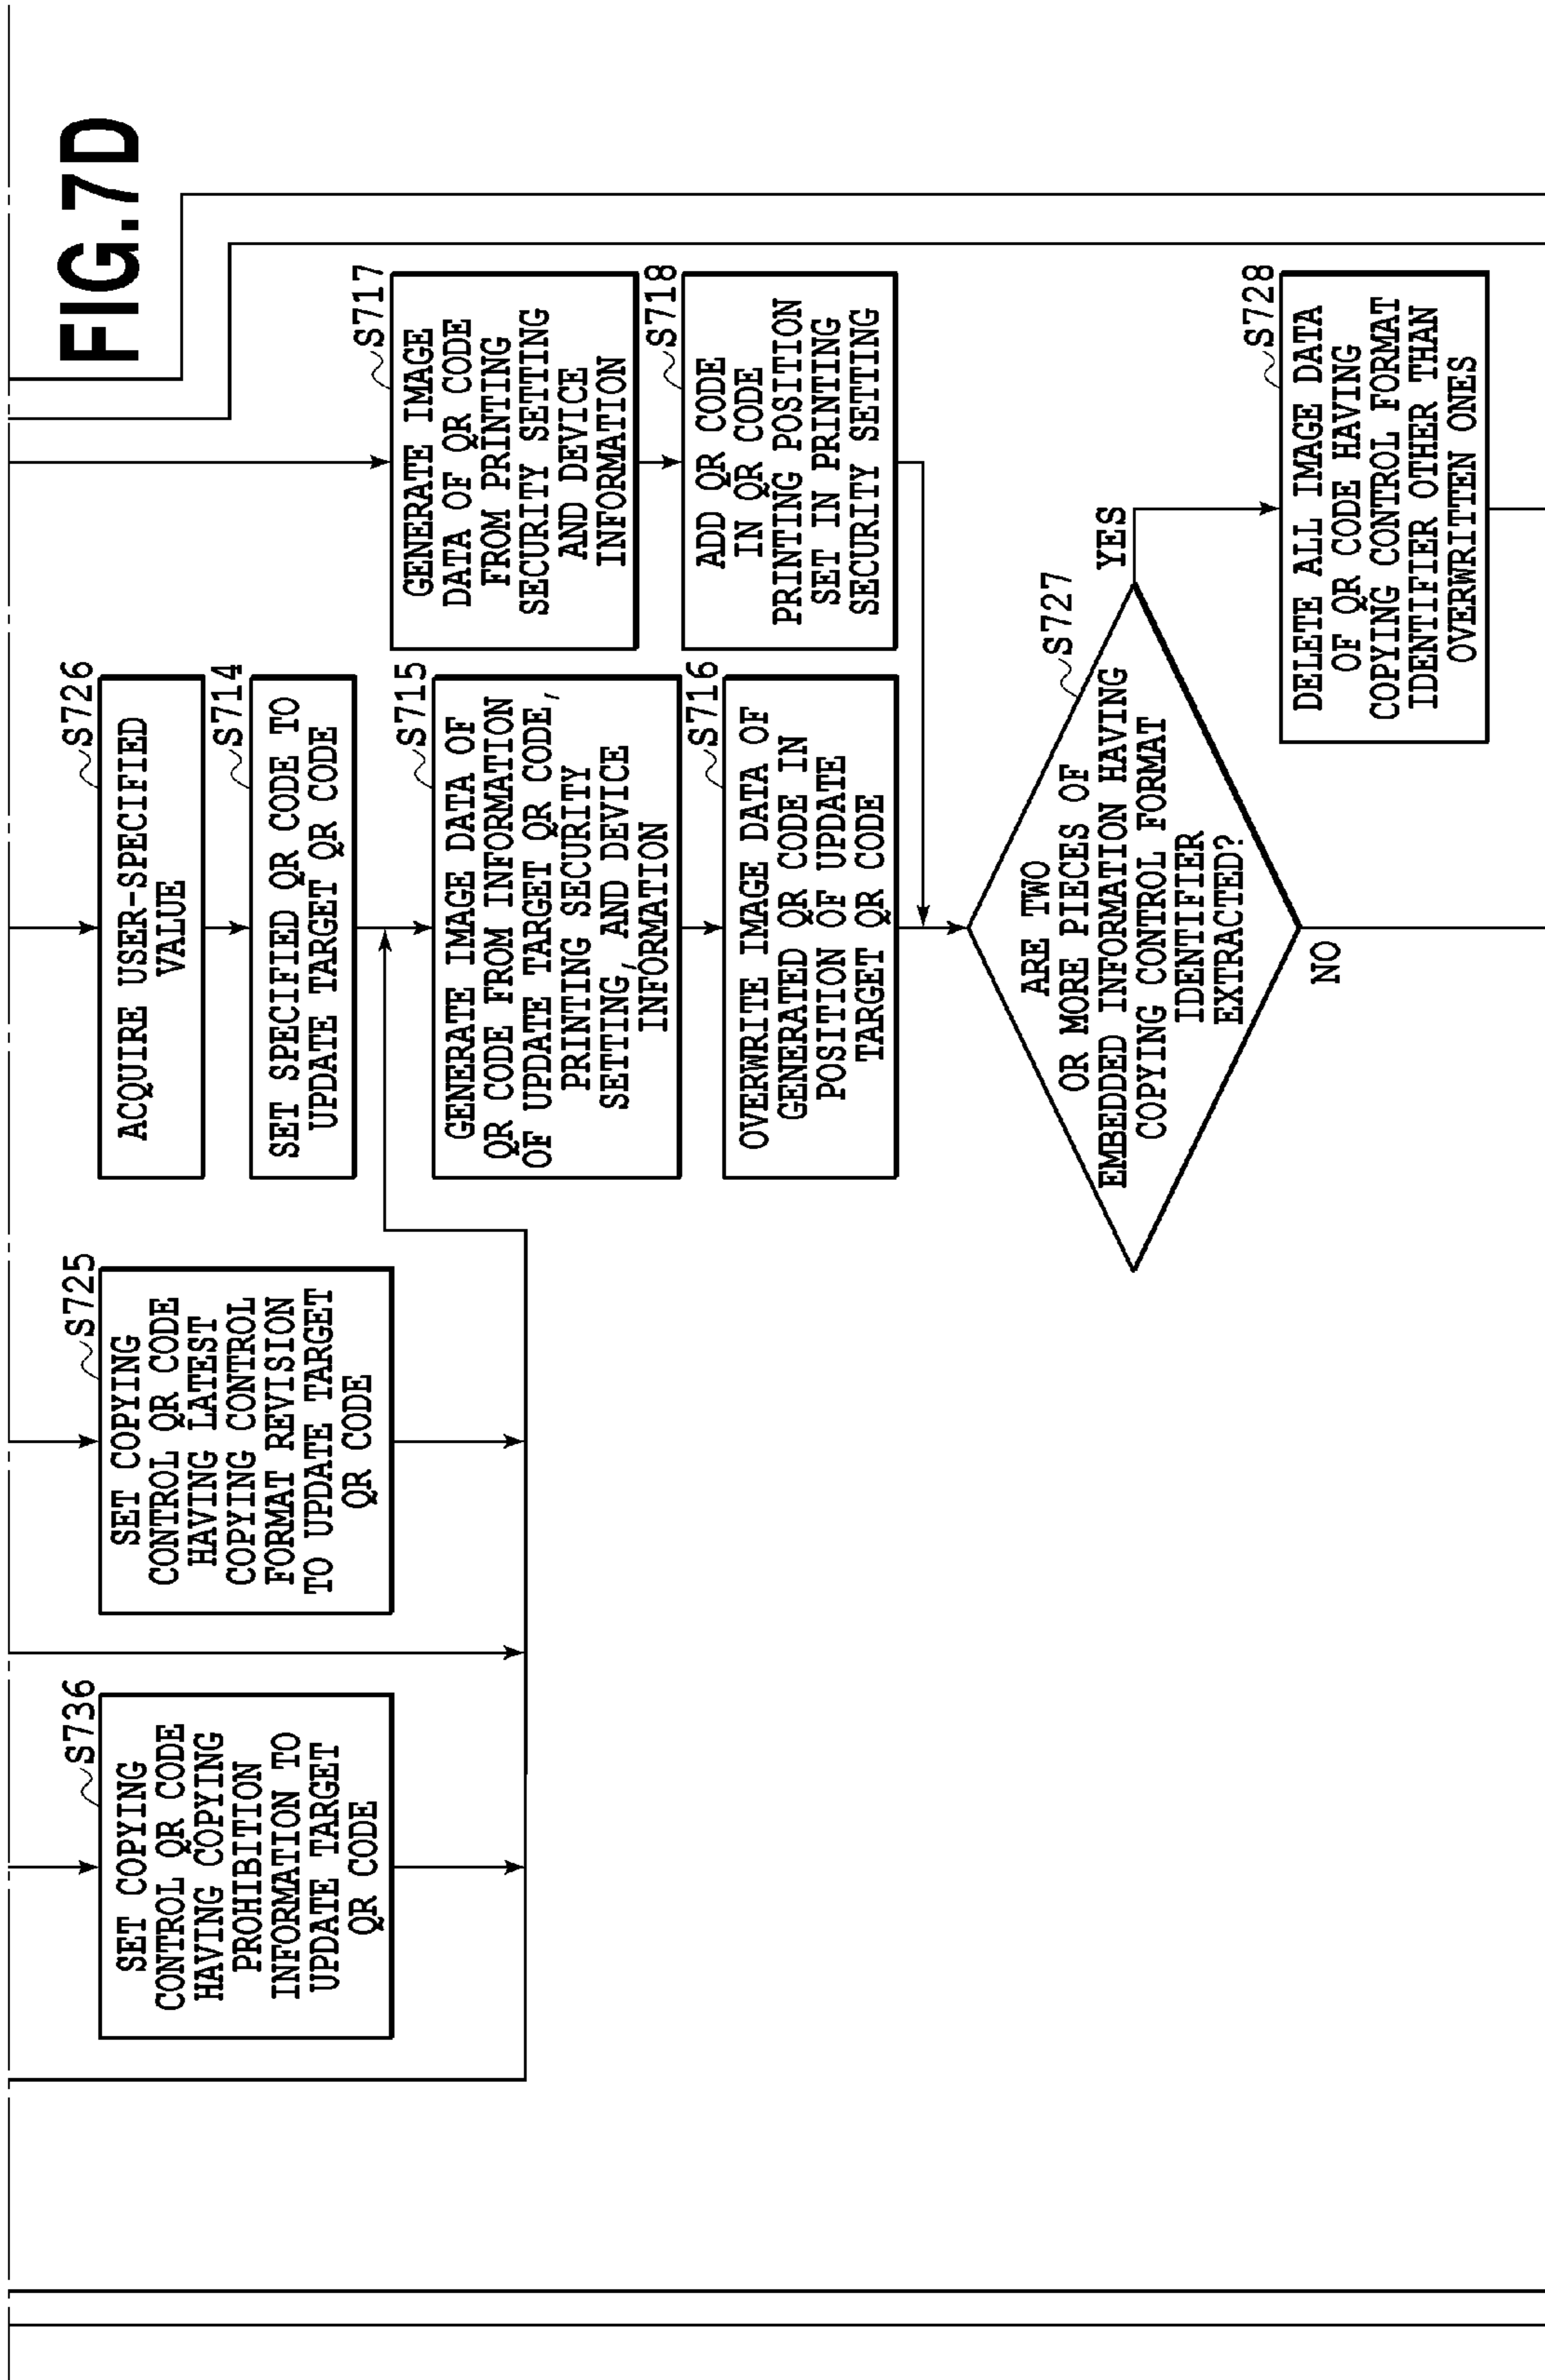 FIG.7D
S736
SET COPYING
CONTROL QR CODE
HAVING COPYING
PROHIBITION
INFORMATION TO
UPDATE TARGET
QR CODE
S725
SET COPYING
CONTROL QR CODE
HAVING LATEST
COPYING CONTROL
FORMAT REVISION
TO UPDATE TARGET
QR CODE
S726
ACQUIRE USER-SPECIFIED
VALUE
S714
SET SPECIFIED QR CODE TO
UPDATE TARGET QR CODE
S715
GENERATE IMAGE DATA OF
QR CODE FROM INFORMATION
OF UPDATE TARGET QR CODE,
PRINTING SECURITY
SETTING, AND DEVICE
INFORMATION
S716
OVERWRITE IMAGE DATA OF
GENERATED QR CODE IN
POSITION OF UPDATE
TARGET QR CODE
S717
GENERATE IMAGE
DATA OF QR CODE
FROM PRINTING
SECURITY SETTING
AND DEVICE
INFORMATION
S718
ADD QR CODE
IN QR CODE
PRINTING POSITION
SET IN PRINTING
SECURITY SETTING
S727
ARE TWO
OR MORE PIECES OF
EMBEDDED INFORMATION HAVING
COPYING CONTROL FORMAT
IDENTIFIER
EXTRACTED?
YES
NO
S728
DELETE ALL IMAGE DATA
OF QR CODE HAVING
COPYING CONTROL FORMAT
IDENTIFIER OTHER THAN
OVERWRITTEN ONES